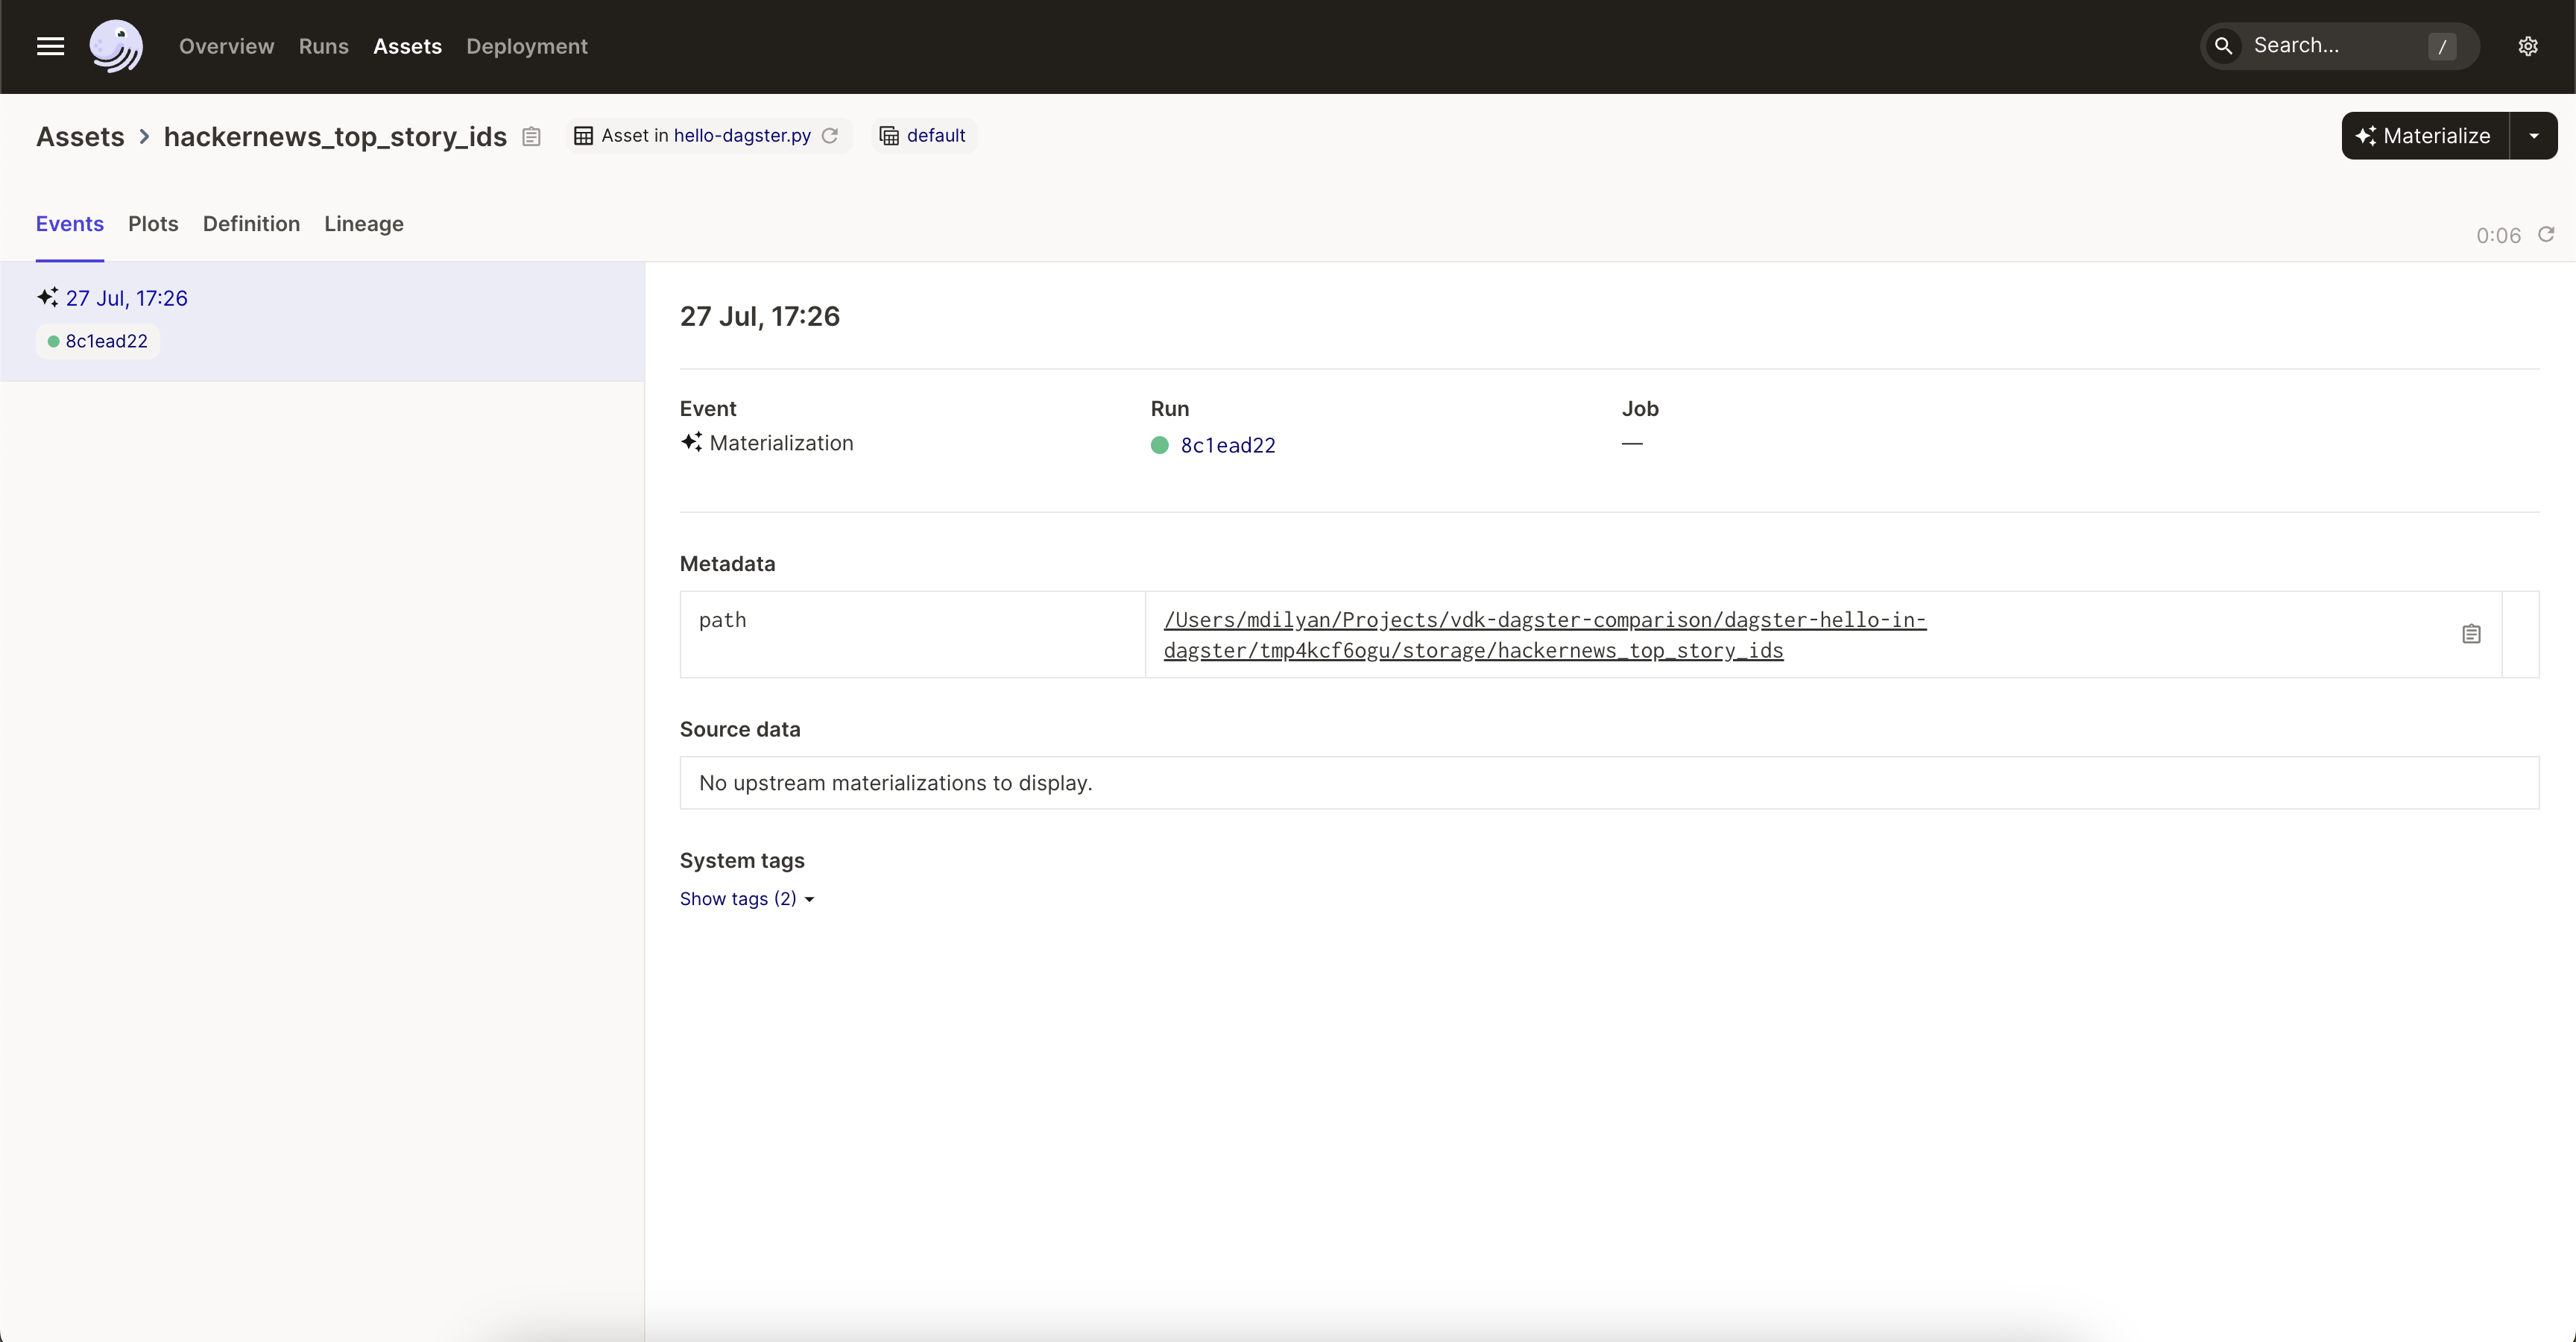 Overview Runs Assets Deployment Search... /
Assets > hackernews_top_story_ids Asset in hello-dagster.py default Materialize
Events Plots Definition Lineage 0:06
27 Jul, 17:26
8c1ead22
27 Jul, 17:26
Event Run Job
Materialization 8c1ead22 —
Metadata
path /Users/mdilyan/Projects/vdk-dagster-comparison/dagster-hello-in-
dagster/tmp4kcf6ogu/storage/hackernews_top_story_ids
Source data
No upstream materializations to display.
System tags
Show tags (2)